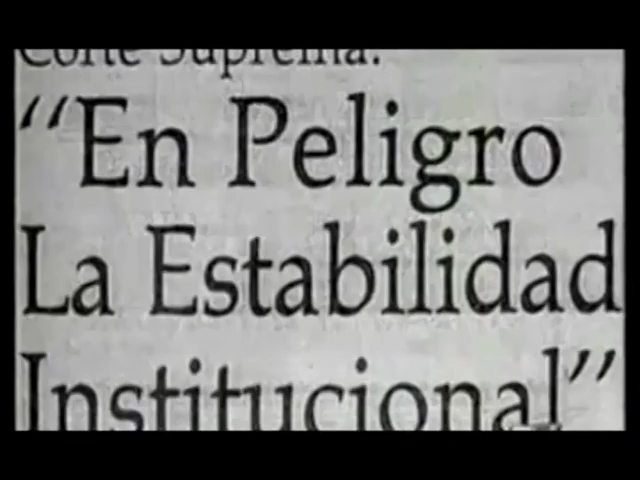 Corte Suprema:
“En Peligro
La Estabilidad
Institucional”